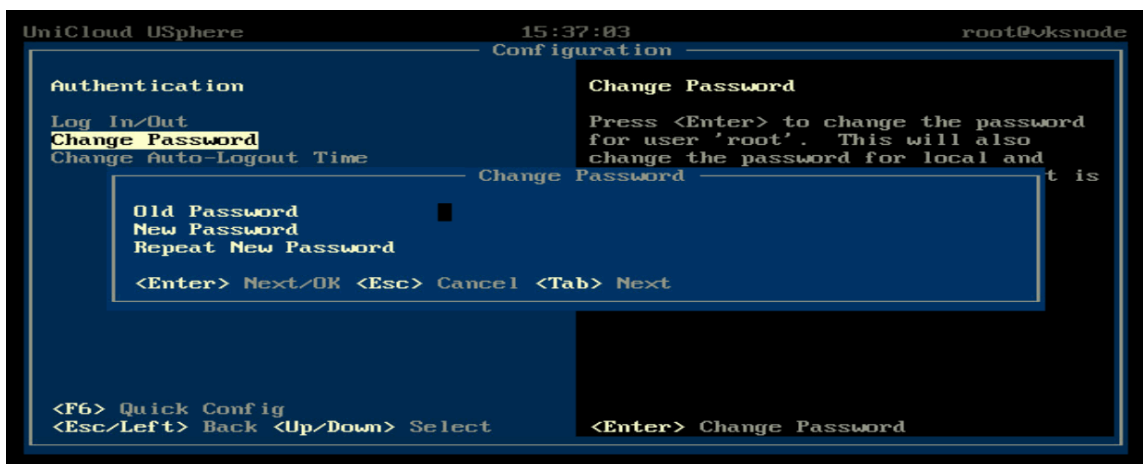 UniCloud USphere 15:37:03 root@vksnode
Configuration
Authentication
Change Password
Log In/Out
Change Password
Change Auto-Logout Time
Press <Enter> to change the password
for user 'root'. This will also
change the password for local and
t is
Change Password
Old Password
New Password
Repeat New Password
<Enter> Next/OK <Esc> Cancel <Tab> Next
<F6> Quick Config
<Esc/Left> Back <Up/Down> Select
<Enter> Change Password